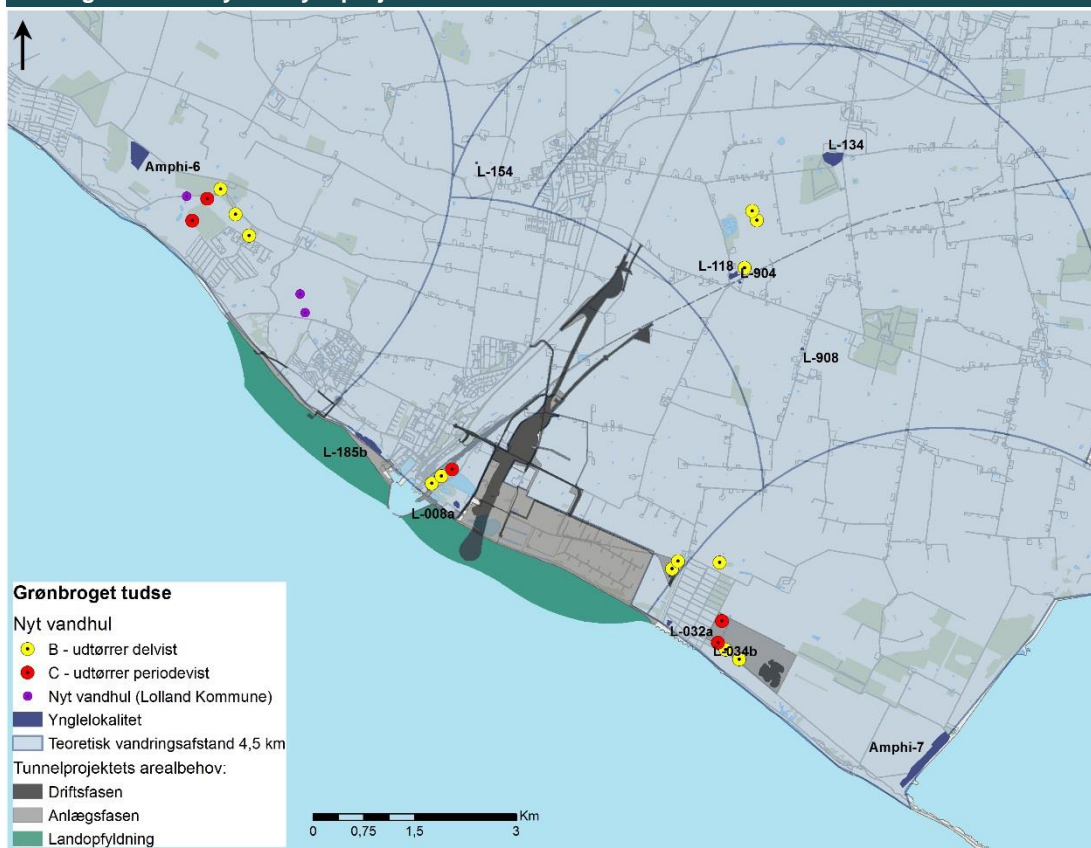 Amphi-6
L-154
L-134
L-118
L-904
L-908
L-185b
L-008a
L-032a
L-034b
Amphi-7
Grønbroget tudse
Nyt vandhul
B - udtørrer delvist
C - udtørrer periodevist
Nyt vandhul (Lolland Kommune)
Ynglelokalitet
Teoretisk vandringsafstand 4,5 km
Tunnelprojektets arealbehov:
Driftsfasen
Anlægsfasen
Landopfyldning
Km
0 0,75 1,5 3